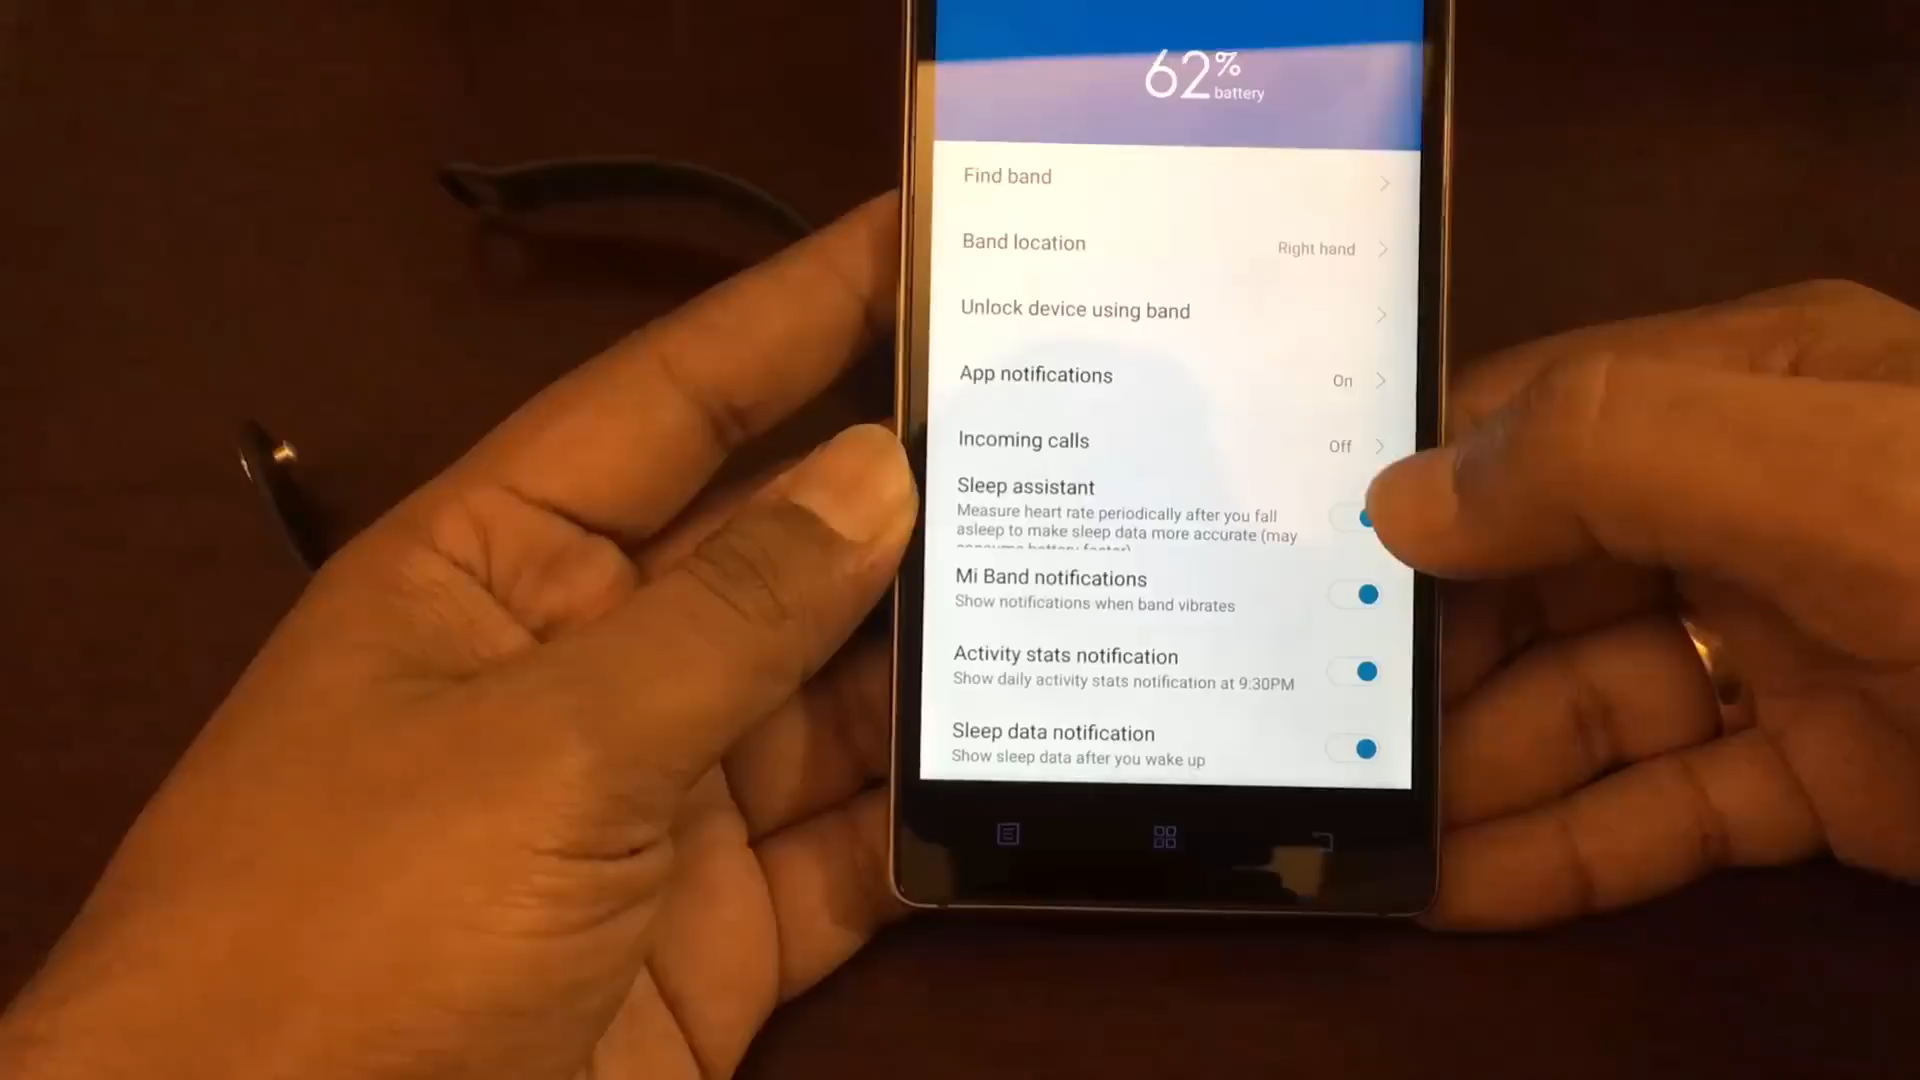 62%
battery
Find band
Band location Right hand
Unlock device using band
App notifications On
Incoming calls Off
Sleep assistant
Measure heart rate periodically after you fall
asleep to make sleep data more accurate (may
Mi Band notifications
Show notifications when band vibrates
Activity stats notification
Show daily activity stats notification at 9:30PM
Sleep data notification
Show sleep data after you wake up